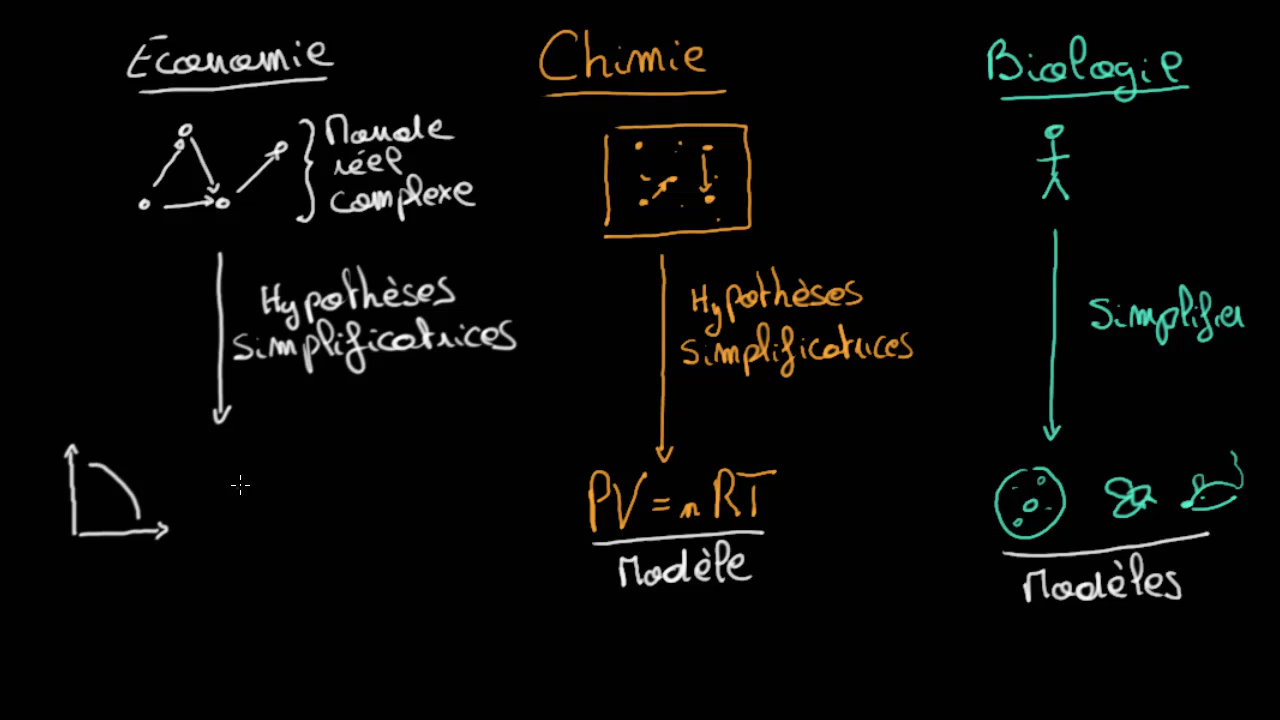 Economie
Monde
réel
complexe
Hypothèses
simplificatrices
Chimie
Hypothèses
simplificatrices
PV = nRT
Modèle
Biologie
Simplifier
Modèles